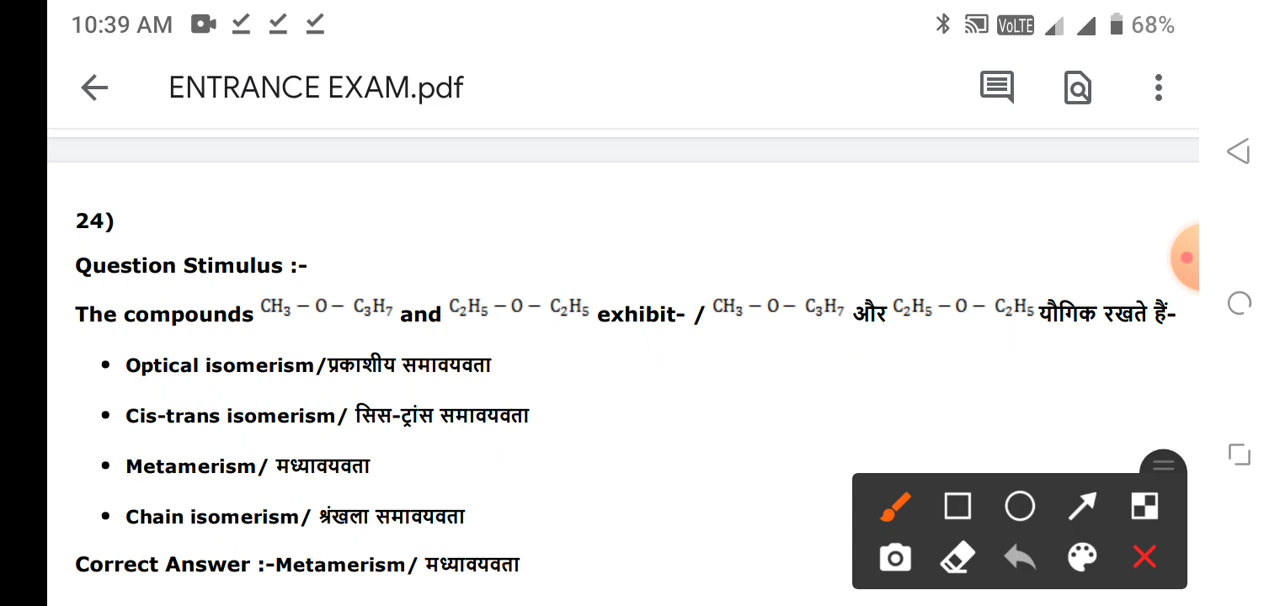 10:39 AM VoLTE 68%
ENTRANCE EXAM.pdf
24)
Question Stimulus :-
The compounds CH₃ – O – C₃H₇ and C₂H₅ – O – C₂H₅ exhibit- / CH₃ – O – C₃H₇ और C₂H₅ – O – C₂H₅ यौगिक रखते हैं-
• Optical isomerism/प्रकाशीय समावयवता
• Cis-trans isomerism/ सिस-ट्रांस समावयवता
• Metamerism/ मध्यावयवता
• Chain isomerism/ श्रंखला समावयवता
Correct Answer :-Metamerism/ मध्यावयवता